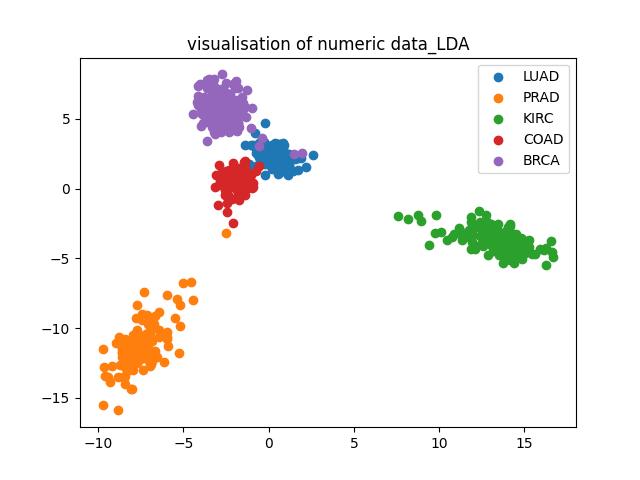 visualisation of numeric data_LDA
LUAD
PRAD
KIRC
COAD
BRCA
5
0
−5
−10
−15
−10
−5
0
5
10
15